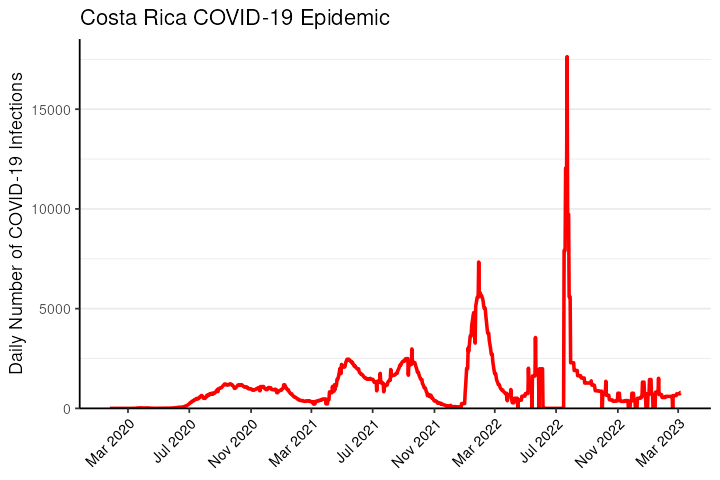 Costa Rica COVID-19 Epidemic
Daily Number of COVID-19 Infections
15000
10000
5000
0
Mar 2020
Jul 2020
Nov 2020
Mar 2021
Jul 2021
Nov 2021
Mar 2022
Jul 2022
Nov 2022
Mar 2023